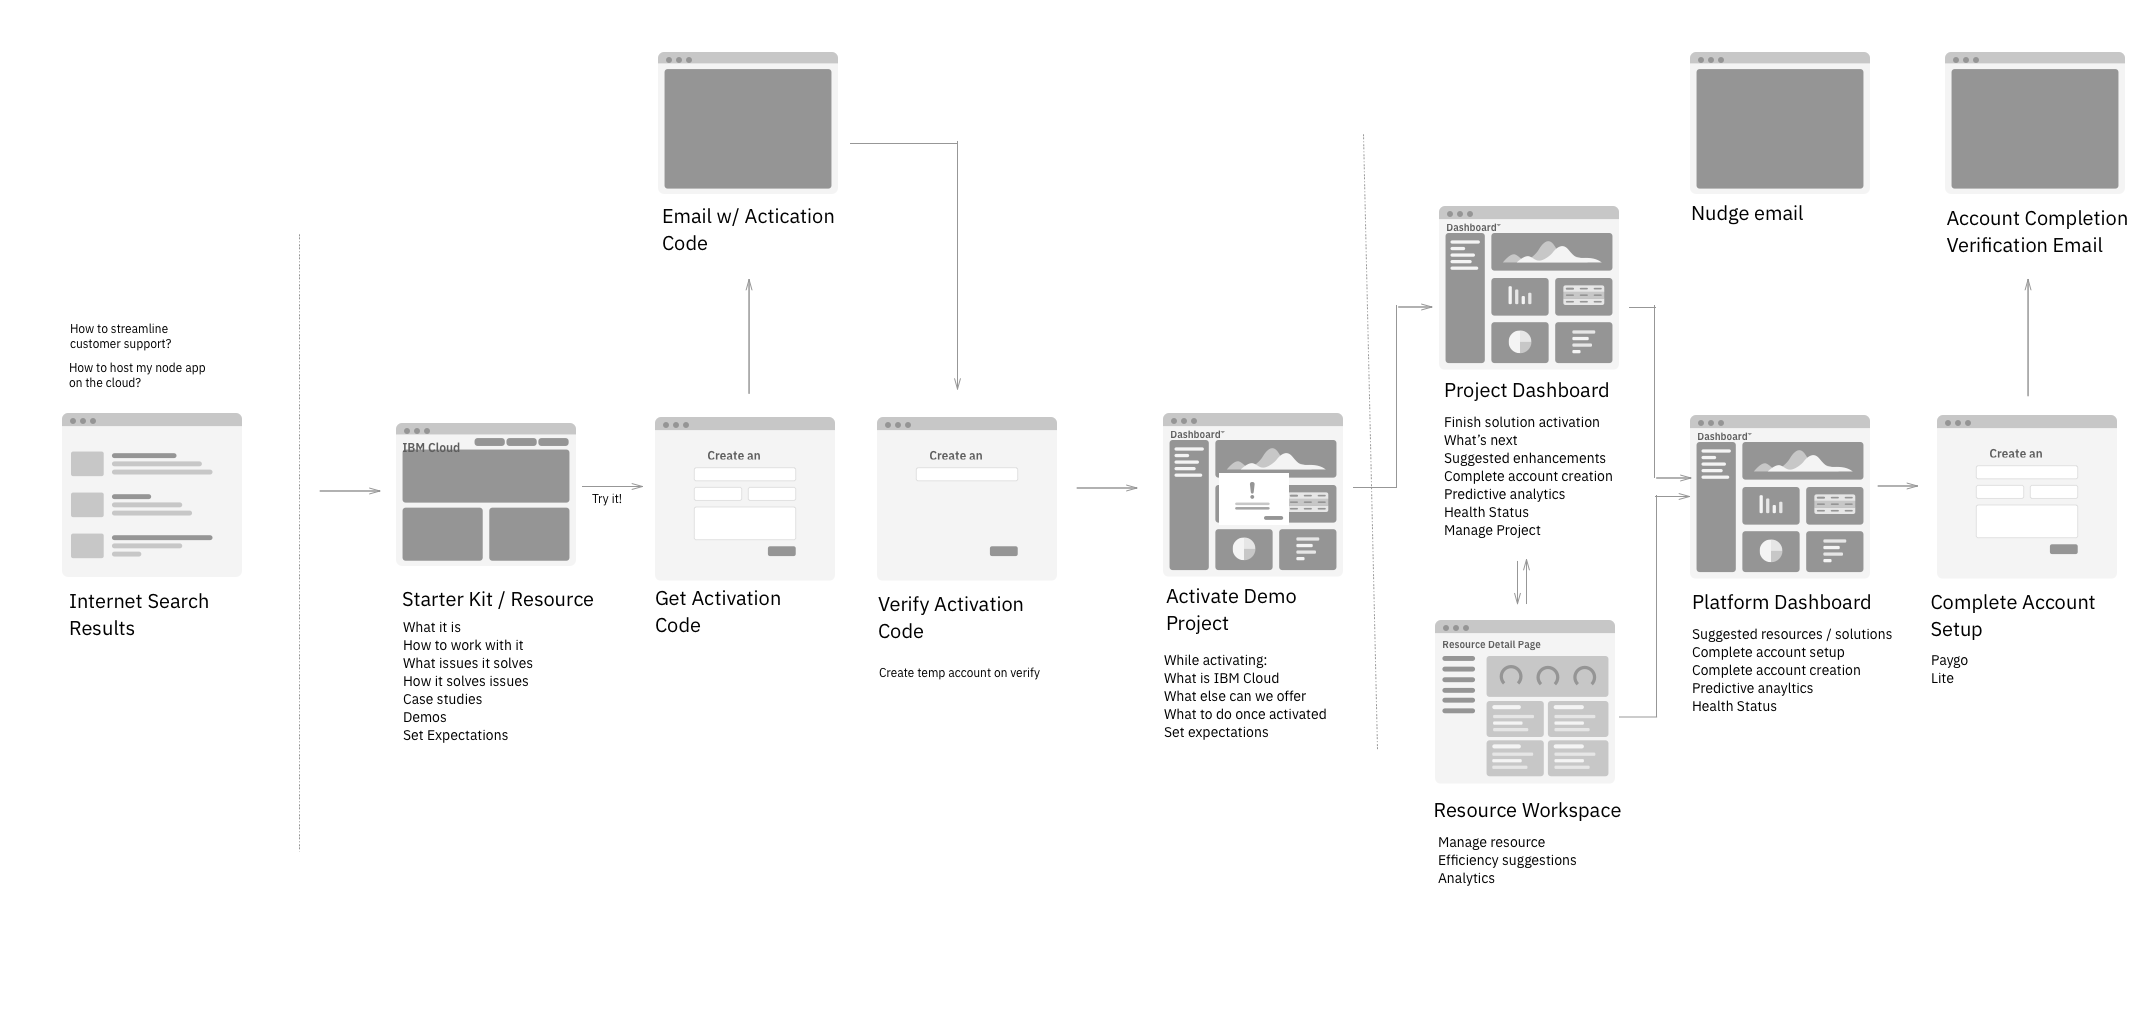 How to streamline
customer support?
How to host my node app
on the cloud?
Internet Search
Results
IBM Cloud
Starter Kit / Resource
What it is
How to work with it
What issues it solves
How it solves issues
Case studies
Demos
Set Expectations
Try it!
Email w/ Actication
Code
Create an
Get Activation
Code
Create an
Verify Activation
Code
Create temp account on verify
Dashboard
Activate Demo
Project
While activating:
What is IBM Cloud
What else can we offer
What to do once activated
Set expectations
Dashboard
Project Dashboard
Finish solution activation
What’s next
Suggested enhancements
Complete account creation
Predictive analytics
Health Status
Manage Project
Resource Detail Page
Resource Workspace
Manage resource
Efficiency suggestions
Analytics
Nudge email
Dashboard
Platform Dashboard
Suggested resources / solutions
Complete account setup
Complete account creation
Predictive anayltics
Health Status
Account Completion
Verification Email
Create an
Complete Account
Setup
Paygo
Lite